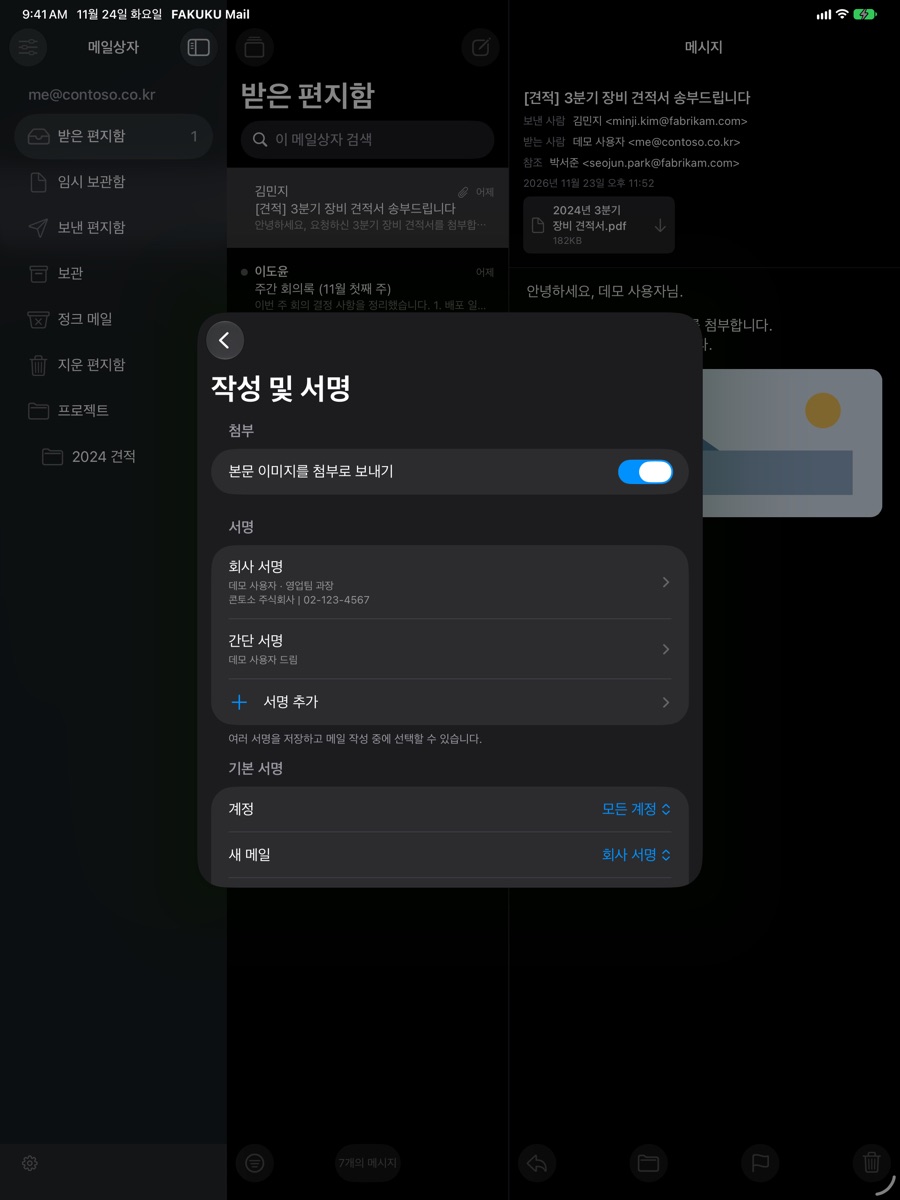 9:41 AM 11월 24일 화요일 FAKUKU Mail
메일상자
me@contoso.co.kr
받은 편지함 1
임시 보관함
보낸 편지함
보관
정크 메일
지운 편지함
프로젝트
2024 견적
받은 편지함
이 메일상자 검색
김민지 어제
[견적] 3분기 장비 견적서 송부드립니다
안녕하세요, 요청하신 3분기 장비 견적서를 첨부합…
이도윤 어제
주간 회의록 (11월 첫째 주)
이번 주 회의 결정 사항을 정리했습니다. 1. 배포 일…
7개의 메시지
메시지
[견적] 3분기 장비 견적서 송부드립니다
보낸 사람 김민지 <minji.kim@fabrikam.com>
받는 사람 데모 사용자 <me@contoso.co.kr>
참조 박서준 <seojun.park@fabrikam.com>
2026년 11월 23일 오후 11:52
2024년 3분기
장비 견적서.pdf
182KB
안녕하세요, 데모 사용자님.
첨부합니다.
작성 및 서명
첨부
본문 이미지를 첨부로 보내기
서명
회사 서명
데모 사용자 · 영업팀 과장
콘토소 주식회사 | 02-123-4567
간단 서명
데모 사용자 드림
서명 추가
여러 서명을 저장하고 메일 작성 중에 선택할 수 있습니다.
기본 서명
계정 모든 계정
새 메일 회사 서명